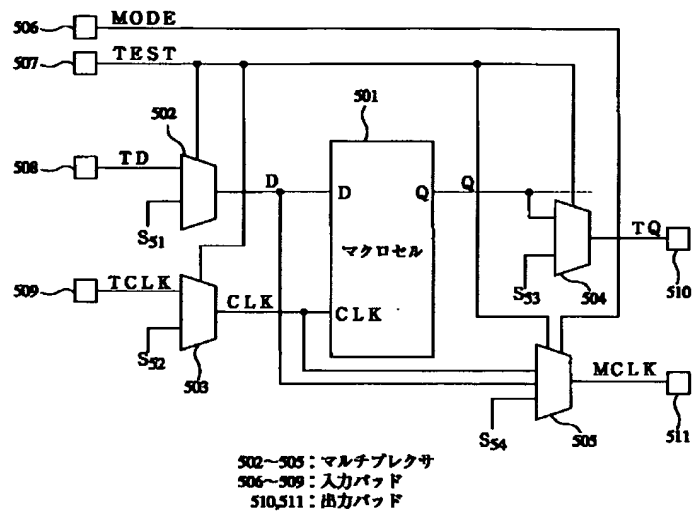 506 MODE
507 TEST
502
501
508 TD
D
D
Q
Q
S51
マクロセル
TQ
510
509 TCLK
CLK
CLK
S53
504
S52
503
MCLK
511
S54
505
502〜505：マルチプレクサ
506〜509：入力パッド
510,511：出力パッド